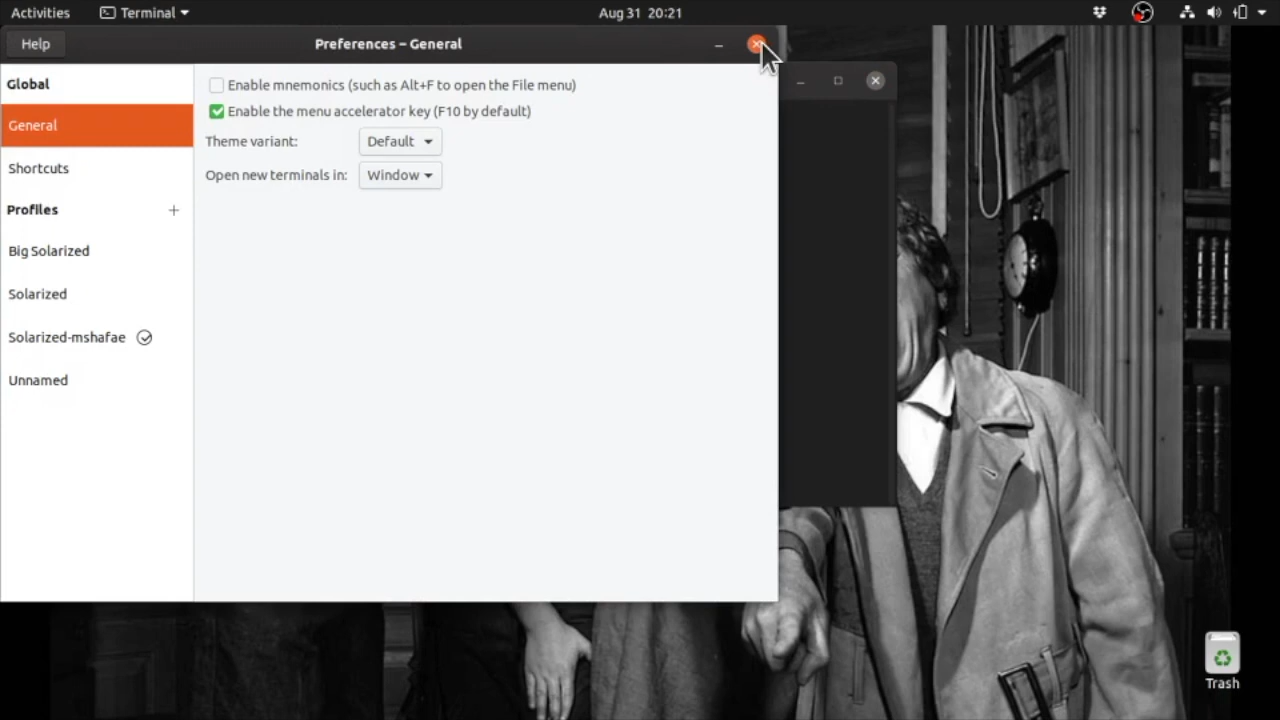 Activities
Terminal
Aug 31 20:21
Help
Preferences – General
Global
General
Shortcuts
Profiles
Big Solarized
Solarized
Solarized-mshafae
Unnamed
Enable mnemonics (such as Alt+F to open the File menu)
Enable the menu accelerator key (F10 by default)
Theme variant: Default
Open new terminals in: Window
Trash